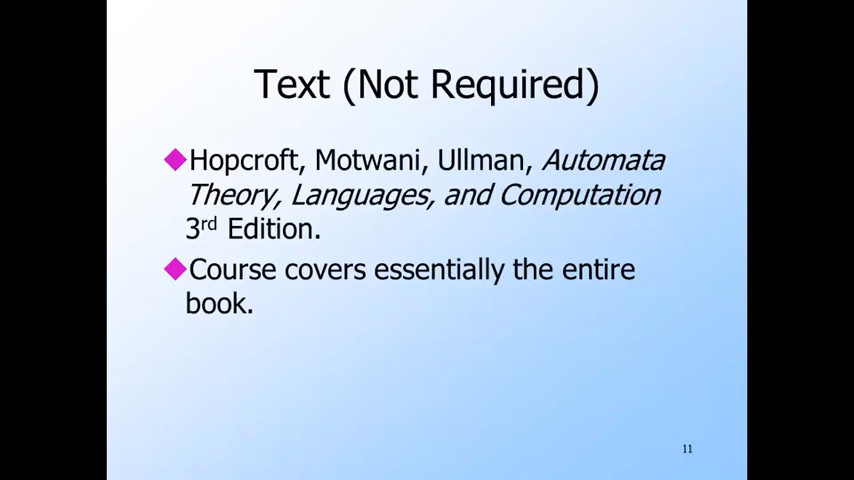 Text (Not Required)
Hopcroft, Motwani, Ullman, Automata
Theory, Languages, and Computation
3rd Edition.
Course covers essentially the entire
book.
11